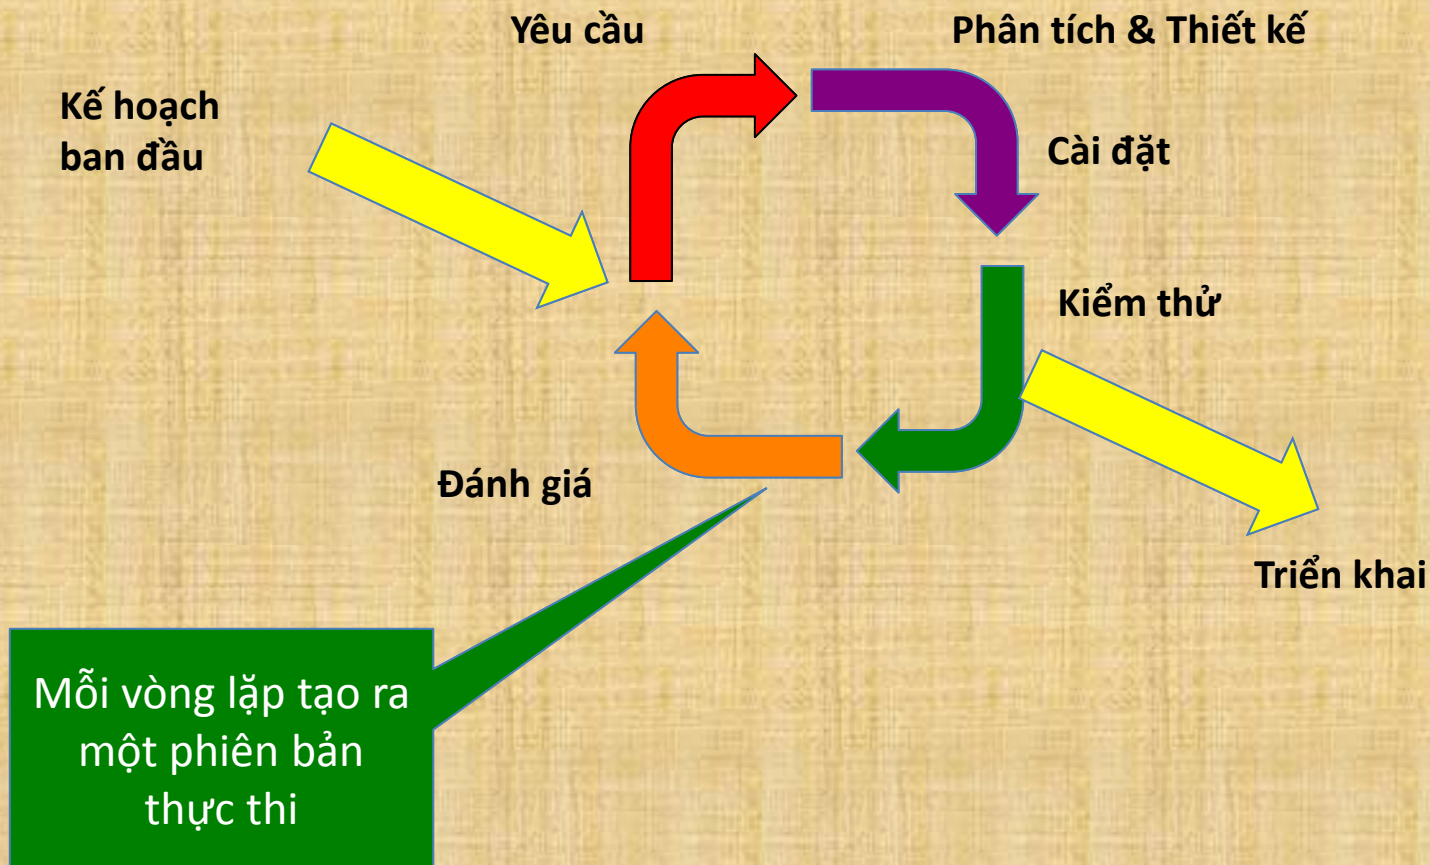 Yêu cầu
Phân tích & Thiết kế
Kế hoạch
ban đầu
Cài đặt
Kiểm thử
Đánh giá
Triển khai
Mỗi vòng lặp tạo ra
một phiên bản
thực thi